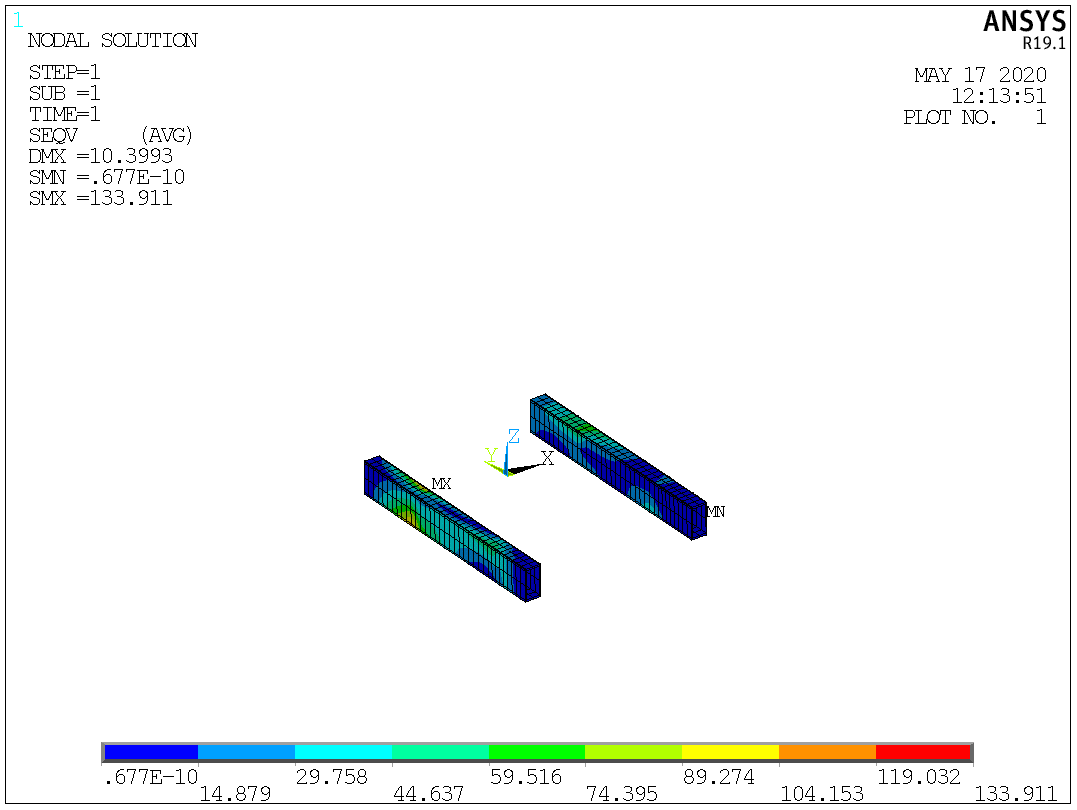 1
ANSYS
R19.1
NODAL SOLUTION
STEP=1
SUB =1
TIME=1
SEQV (AVG)
DMX =10.3993
SMN =.677E-10
SMX =133.911
MAY 17 2020
12:13:51
PLOT NO. 1
Z
Y
X
MX
MN
.677E-10 29.758 59.516 89.274 119.032
14.879 44.637 74.395 104.153 133.911